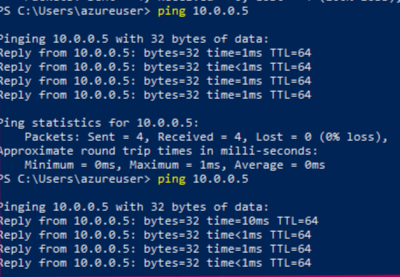 PS C:\Users\azureuser> ping 10.0.0.5
Pinging 10.0.0.5 with 32 bytes of data:
Reply from 10.0.0.5: bytes=32 time=1ms TTL=64
Reply from 10.0.0.5: bytes=32 time<1ms TTL=64
Reply from 10.0.0.5: bytes=32 time<1ms TTL=64
Reply from 10.0.0.5: bytes=32 time<1ms TTL=64
Ping statistics for 10.0.0.5:
Packets: Sent = 4, Received = 4, Lost = 0 (0% loss),
Approximate round trip times in milli-seconds:
Minimum = 0ms, Maximum = 1ms, Average = 0ms
PS C:\Users\azureuser> ping 10.0.0.5
Pinging 10.0.0.5 with 32 bytes of data:
Reply from 10.0.0.5: bytes=32 time=10ms TTL=64
Reply from 10.0.0.5: bytes=32 time<1ms TTL=64
Reply from 10.0.0.5: bytes=32 time<1ms TTL=64
Reply from 10.0.0.5: bytes=32 time<1ms TTL=64